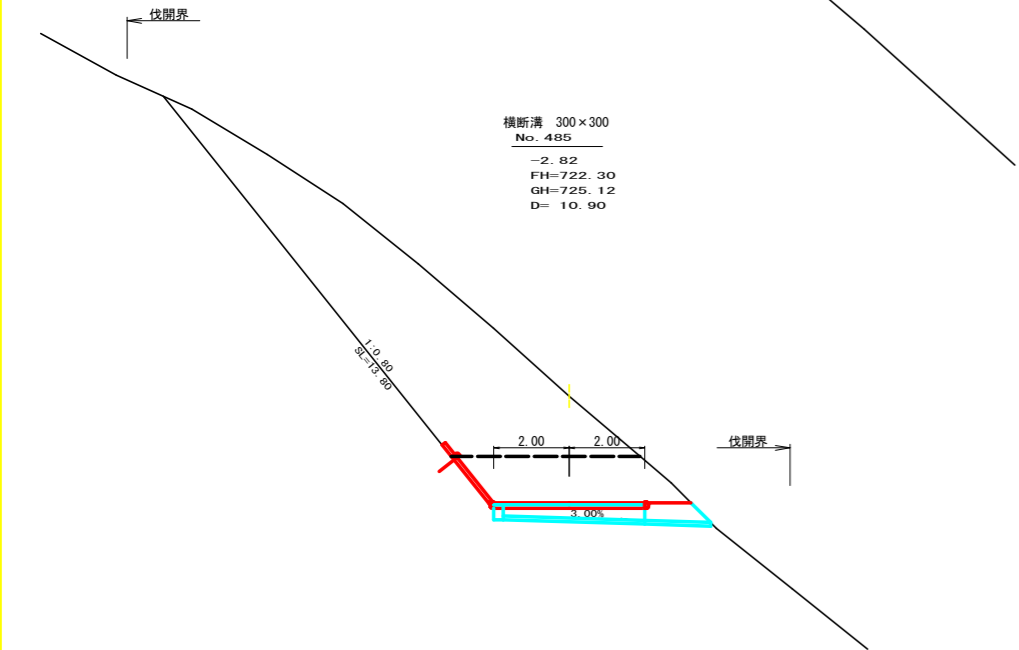 伐開界
横断溝 300×300
No. 485
-2. 82
FH=722. 30
GH=725. 12
D= 10. 90
1:0. 80
SL=13. 80
2.00 2.00
伐開界
3.00%